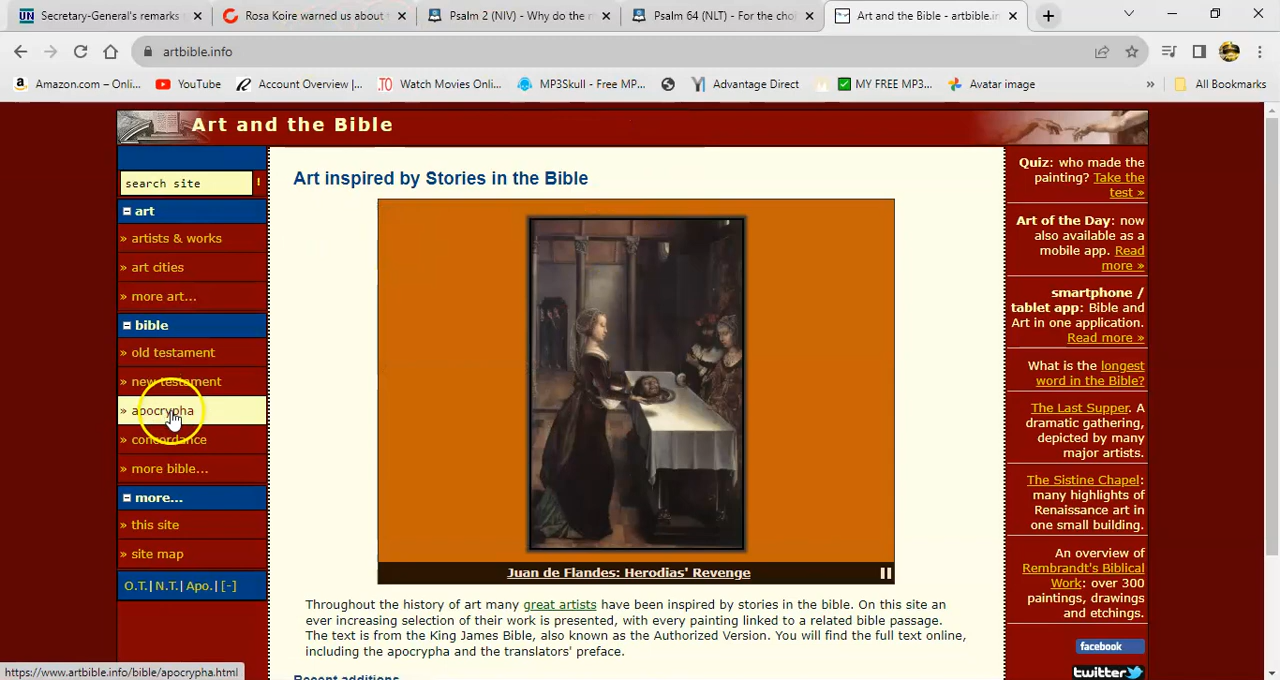 Secretary-General's remarks
Rosa Koire warned us about
Psalm 2 (NIV) - Why do the
Psalm 64 (NLT) - For the choi
Art and the Bible - artbible.in
artbible.info
Amazon.com – Onli...
YouTube
Account Overview |...
Watch Movies Onli...
MP3Skull - Free MP...
Advantage Direct
MY FREE MP3...
Avatar image
»
All Bookmarks
Art and the Bible
search site
art
» artists & works
» art cities
» more art...
bible
» old testament
» new testament
» apocrypha
» concordance
» more bible...
more...
» this site
» site map
O.T.| N.T.| Apo.| [-]
Art inspired by Stories in the Bible
Juan de Flandes: Herodias' Revenge
Throughout the history of art many great artists have been inspired by stories in the bible. On this site an
ever increasing selection of their work is presented, with every painting linked to a related bible passage.
The text is from the King James Bible, also known as the Authorized Version. You will find the full text online,
including the apocrypha and the translators' preface.
Recent additions
Quiz: who made the
painting? Take the
test »
Art of the Day: now
also available as a
mobile app. Read
more »
smartphone /
tablet app: Bible and
Art in one application.
Read more »
What is the longest
word in the Bible?
The Last Supper. A
dramatic gathering,
depicted by many
major artists.
The Sistine Chapel:
many highlights of
Renaissance art in
one small building.
An overview of
Rembrandt's Biblical
Work: over 300
paintings, drawings
and etchings.
facebook
twitter
https://www.artbible.info/bible/apocrypha.html